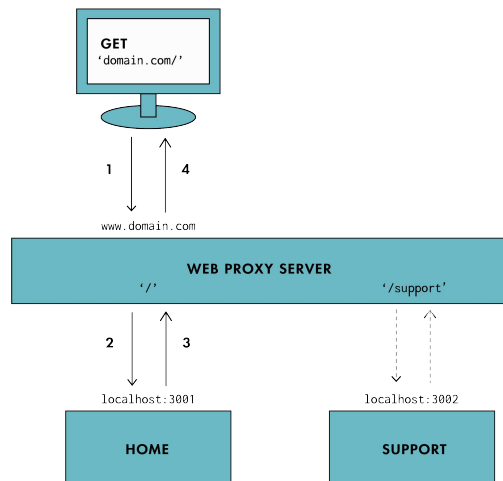 GET
‘domain.com/’
1
4
www.domain.com
WEB PROXY SERVER
‘/’
‘/support’
2
3
localhost:3001
localhost:3002
HOME
SUPPORT